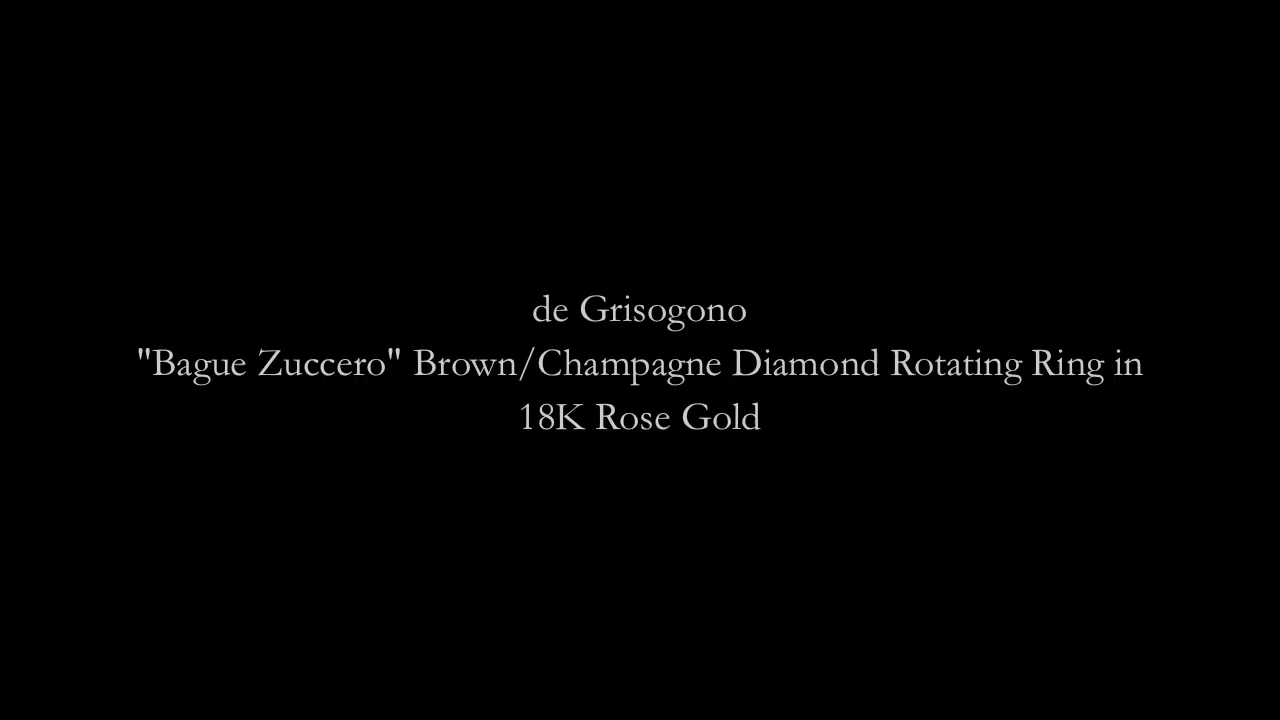 de Grisogono
"Bague Zuccero" Brown/Champagne Diamond Rotating Ring in
18K Rose Gold